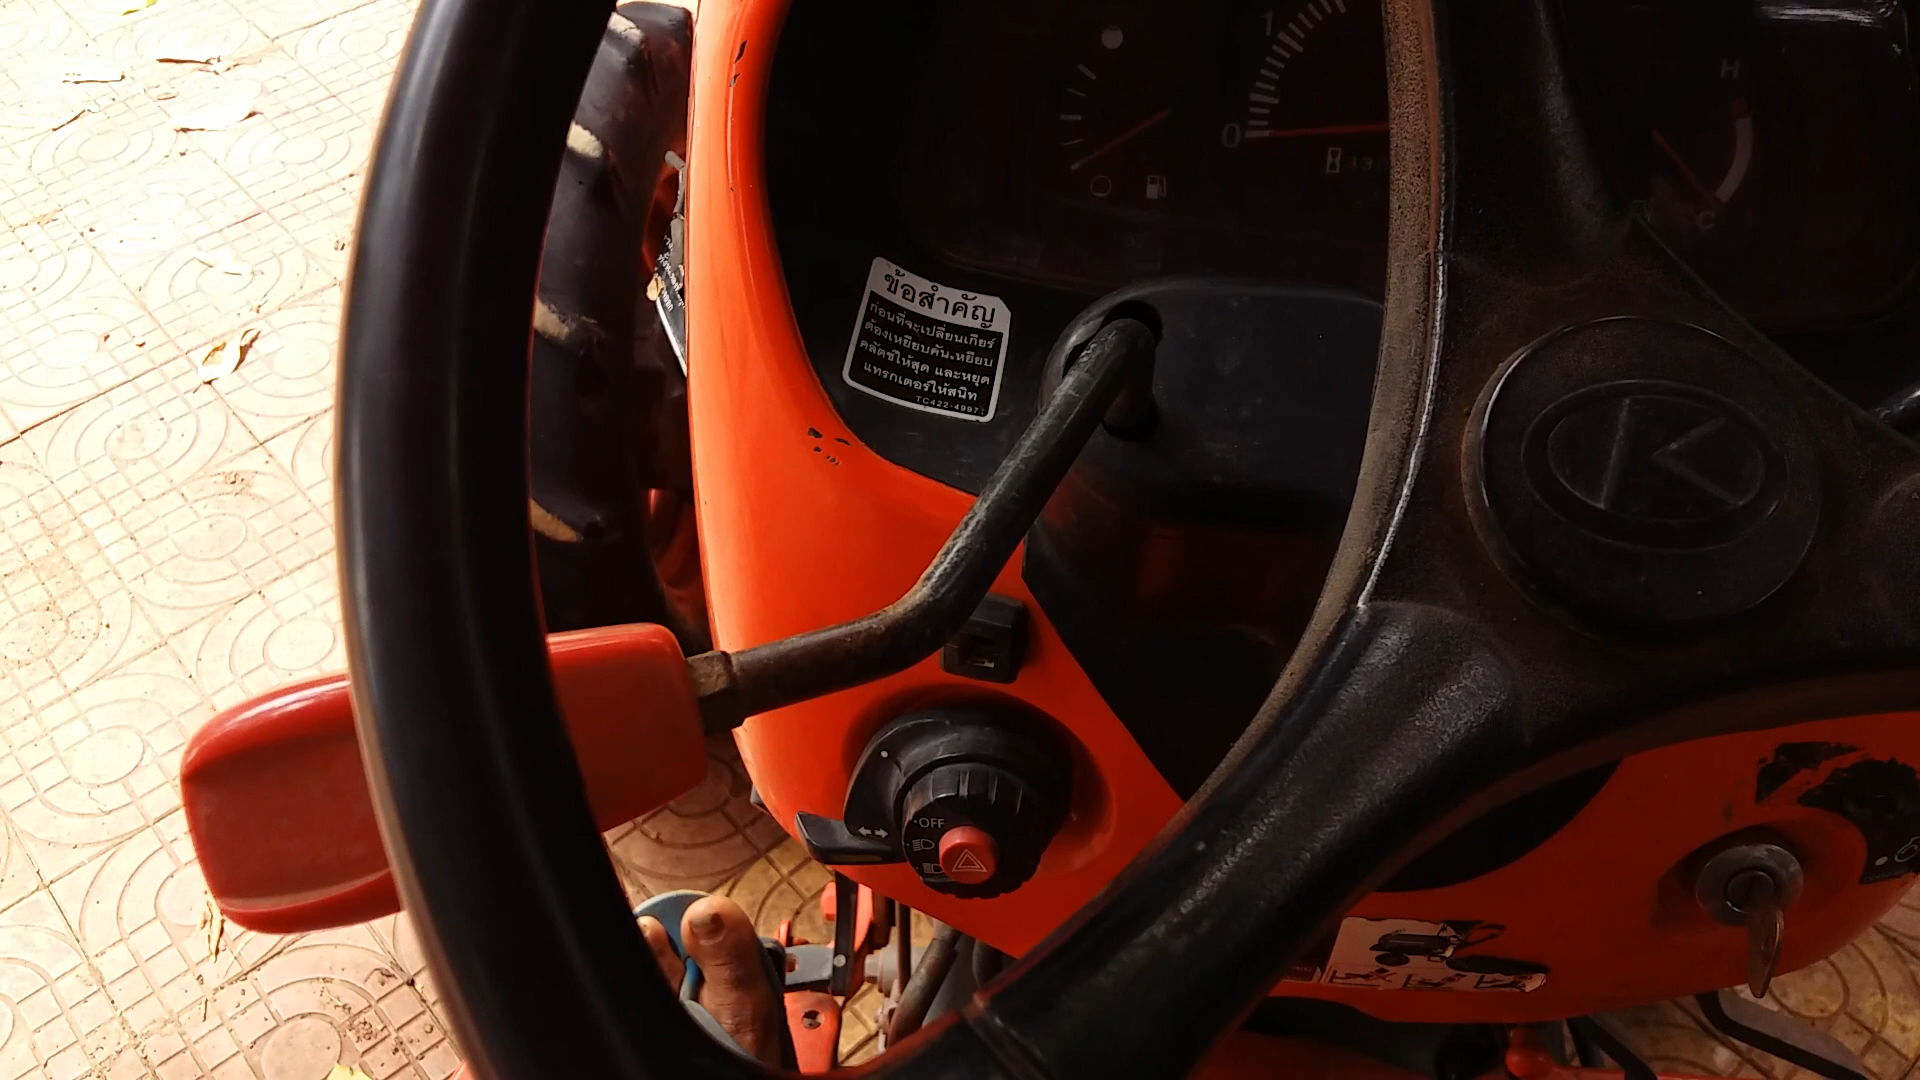 1
0
H
C
ข้อสำคัญ
ก่อนที่จะเปลี่ยนเกียร์
ต้องเหยียบคันเหยียบ
คลัตช์ให้สุด และหยุด
แทรกเตอร์ให้สนิท
K
OFF